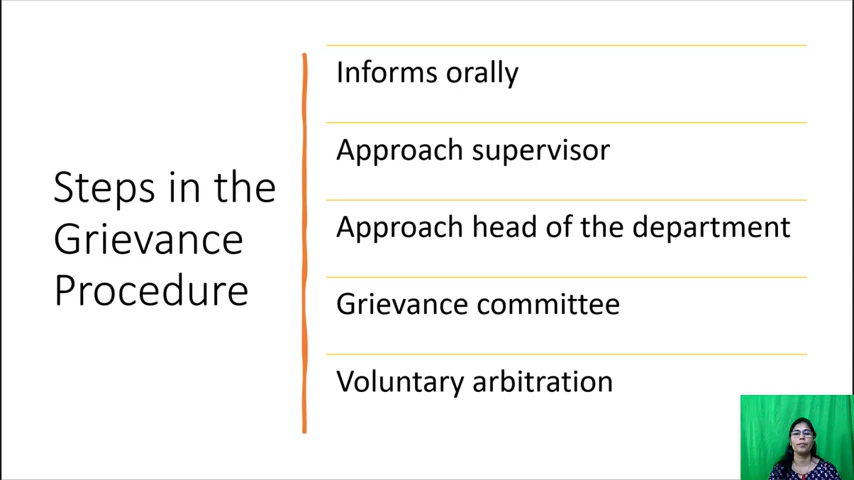 Steps in the
Grievance
Procedure
Informs orally
Approach supervisor
Approach head of the department
Grievance committee
Voluntary arbitration